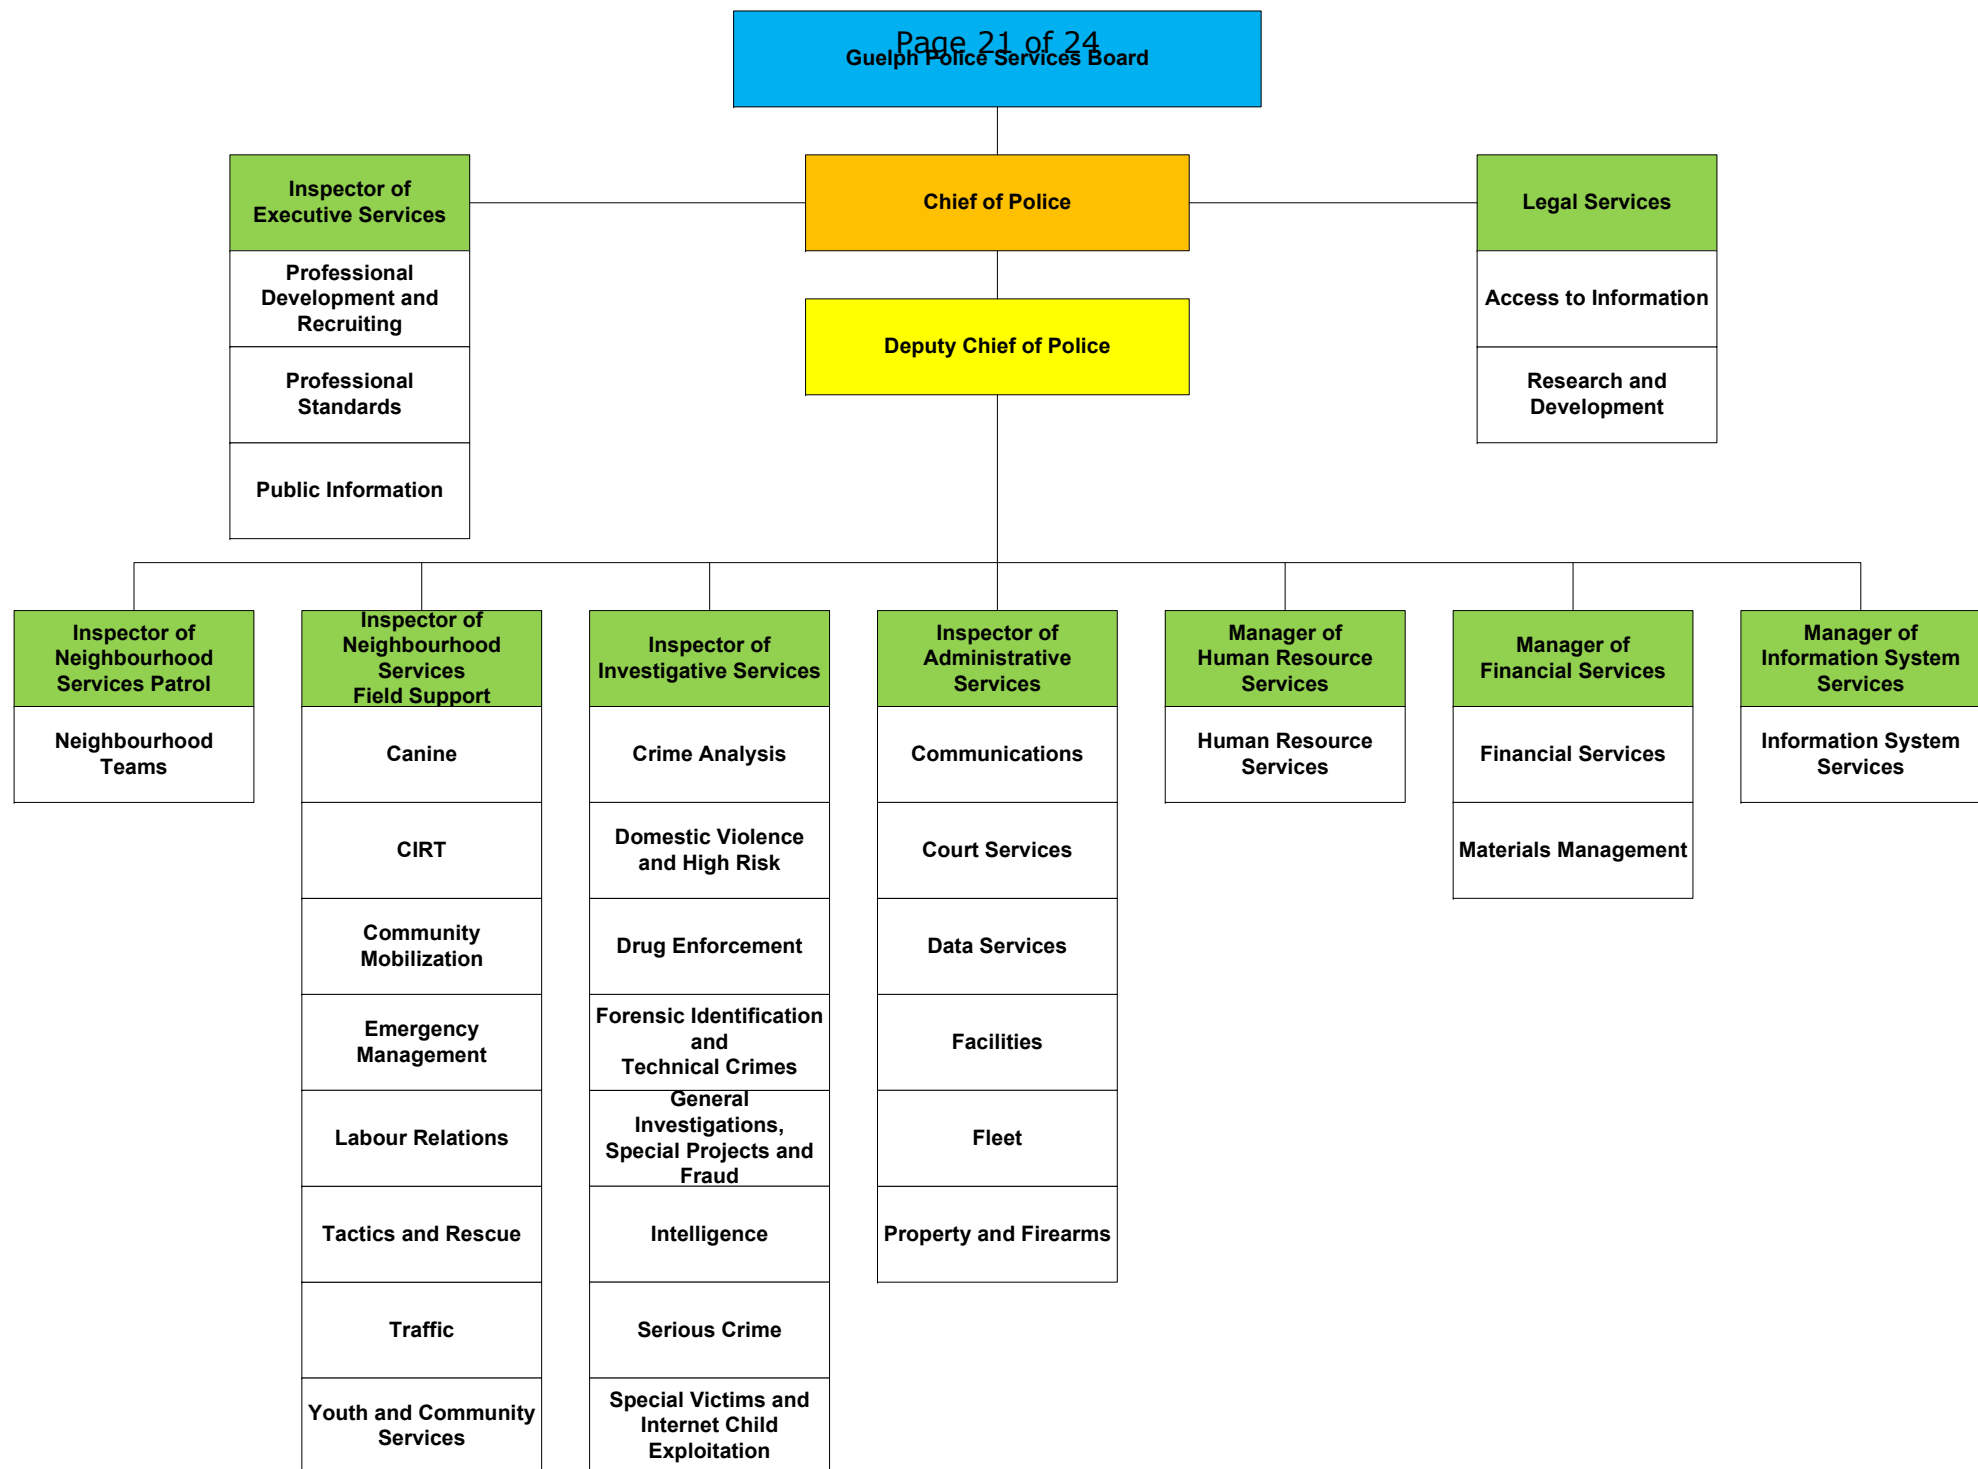 Page 21 of 24
Guelph Police Services Board
Inspector of
Executive Services
Chief of Police
Legal Services
Professional
Development and
Recruiting
Professional
Standards
Public Information
Access to Information
Research and
Development
Deputy Chief of Police
Inspector of
Neighbourhood
Services Patrol
Neighbourhood
Teams
Inspector of
Neighbourhood
Services
Field Support
Canine
CIRT
Community
Mobilization
Emergency
Management
Labour Relations
Tactics and Rescue
Traffic
Youth and Community
Services
Inspector of
Investigative Services
Crime Analysis
Domestic Violence
and High Risk
Drug Enforcement
Forensic Identification
and
Technical Crimes
General
Investigations,
Special Projects and
Fraud
Intelligence
Serious Crime
Special Victims and
Internet Child
Exploitation
Inspector of
Administrative
Services
Communications
Court Services
Data Services
Facilities
Fleet
Property and Firearms
Manager of
Human Resource
Services
Human Resource
Services
Manager of
Financial Services
Financial Services
Materials Management
Manager of
Information System
Services
Information System
Services